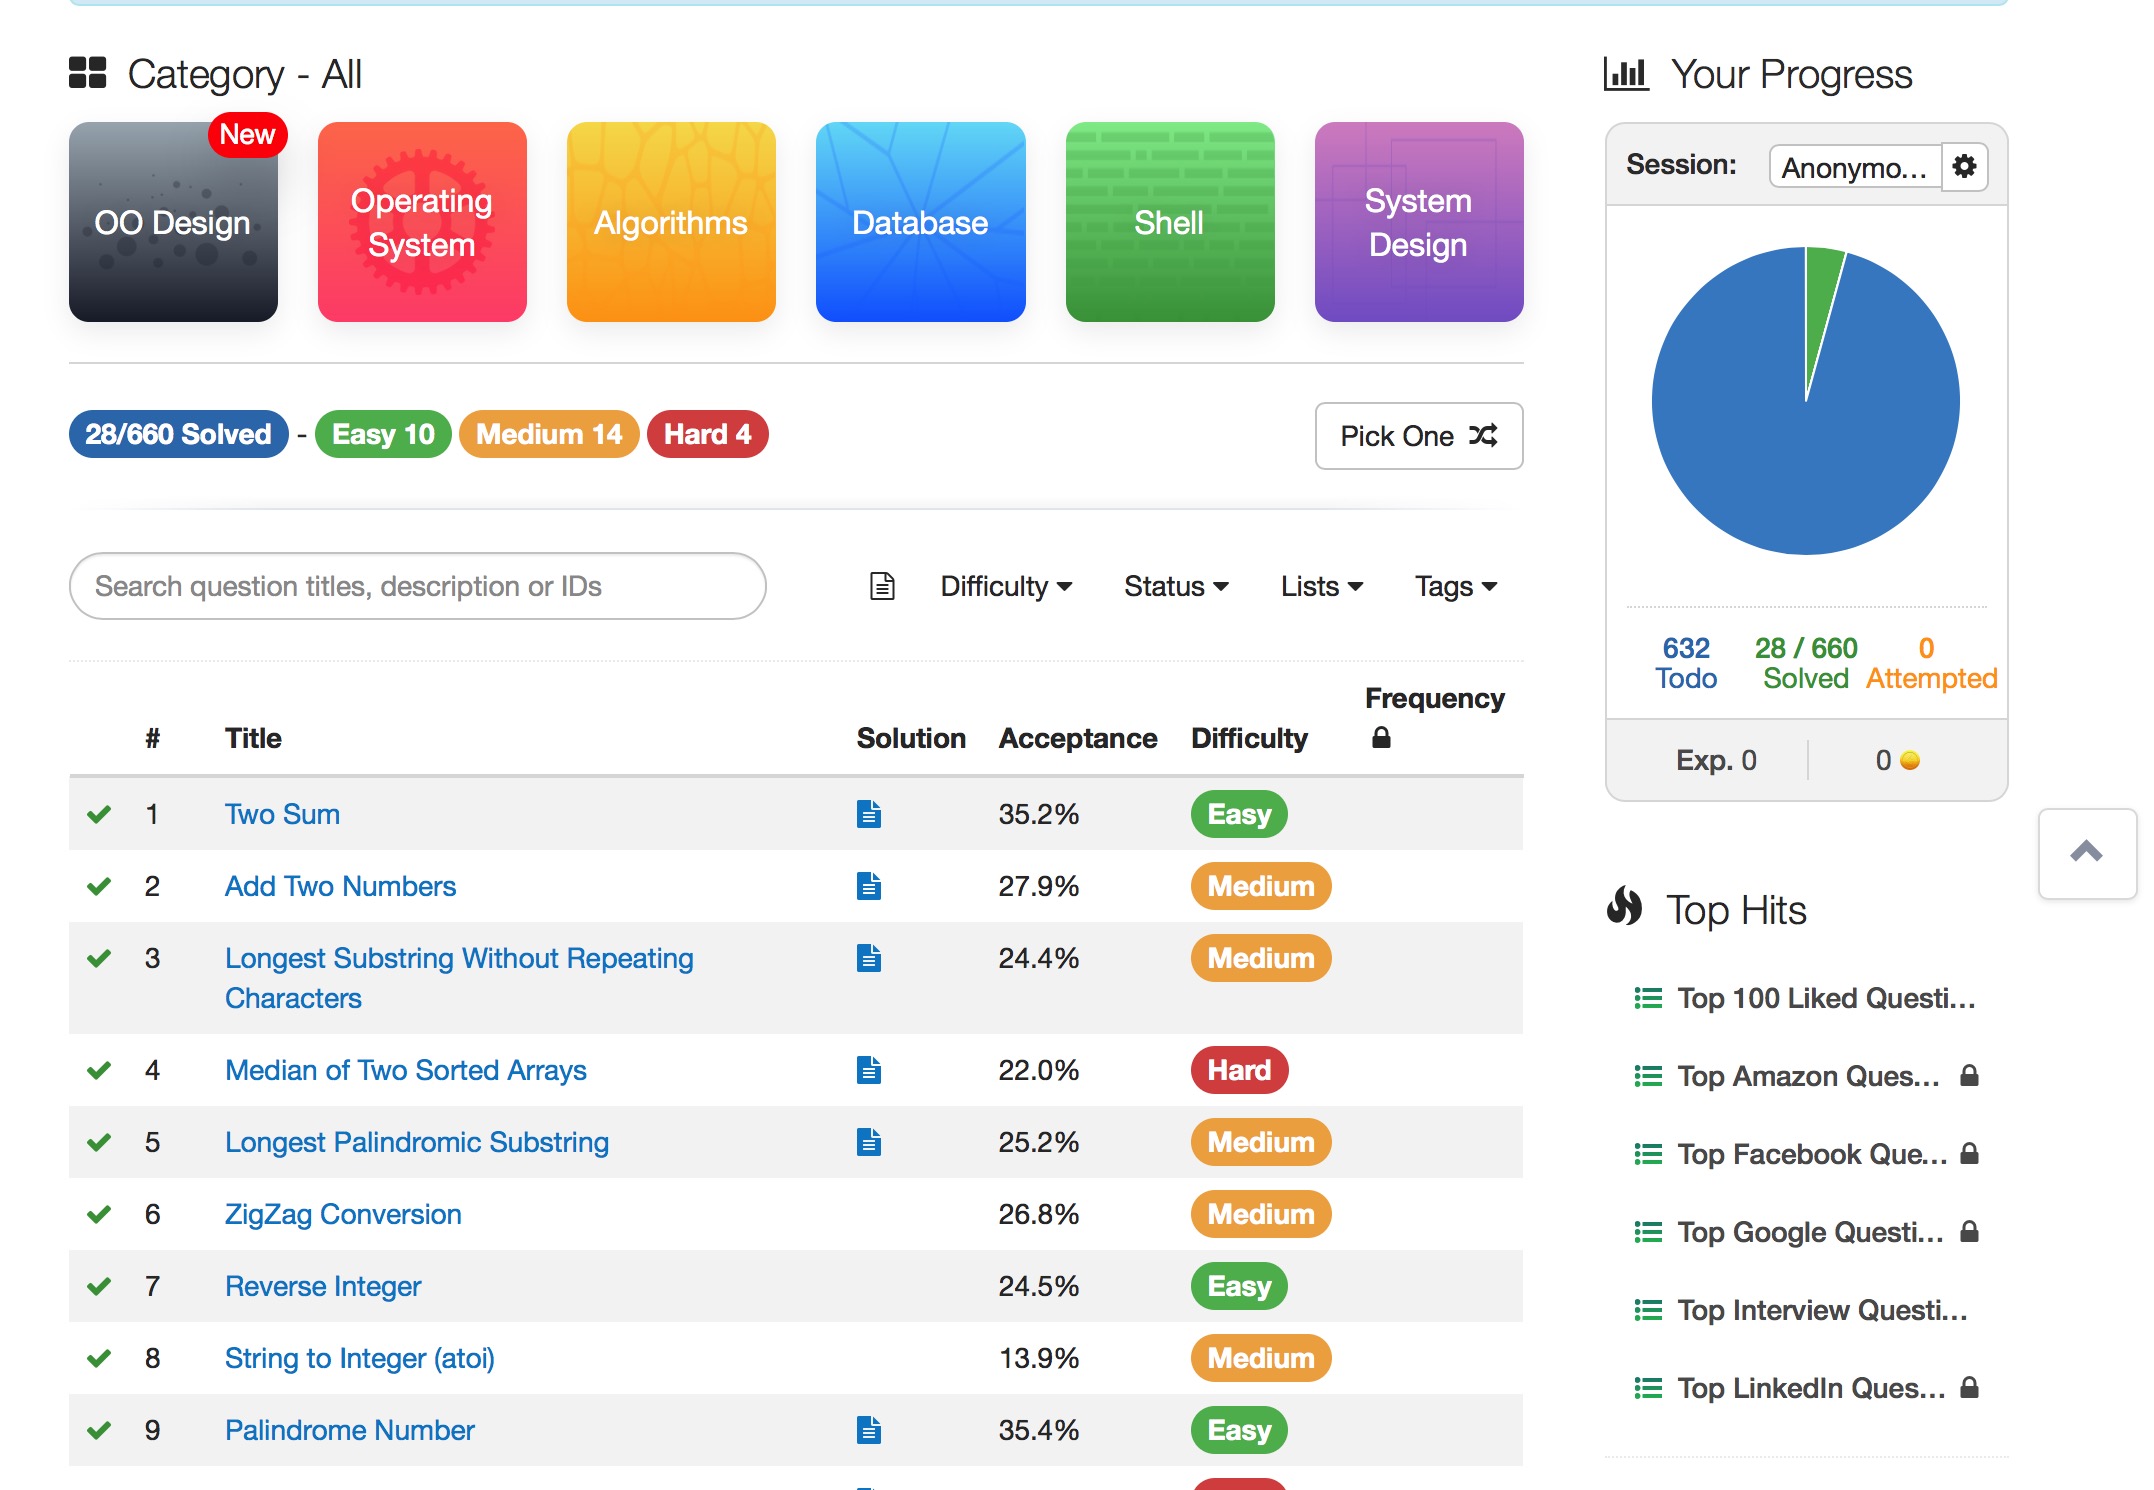 Category - All
New
OO Design
Operating
System
Algorithms
Database
Shell
System
Design
28/660 Solved - Easy 10 Medium 14 Hard 4
Pick One
Search question titles, description or IDs
Difficulty Status Lists Tags
# Title Solution Acceptance Difficulty Frequency
1 Two Sum 35.2% Easy
2 Add Two Numbers 27.9% Medium
3 Longest Substring Without Repeating 24.4% Medium
Characters
4 Median of Two Sorted Arrays 22.0% Hard
5 Longest Palindromic Substring 25.2% Medium
6 ZigZag Conversion 26.8% Medium
7 Reverse Integer 24.5% Easy
8 String to Integer (atoi) 13.9% Medium
9 Palindrome Number 35.4% Easy
Your Progress
Session: Anonymo...
632 28 / 660 0
Todo Solved Attempted
Exp. 0 0
Top Hits
Top 100 Liked Questi...
Top Amazon Ques...
Top Facebook Que...
Top Google Questi...
Top Interview Questi...
Top LinkedIn Ques...